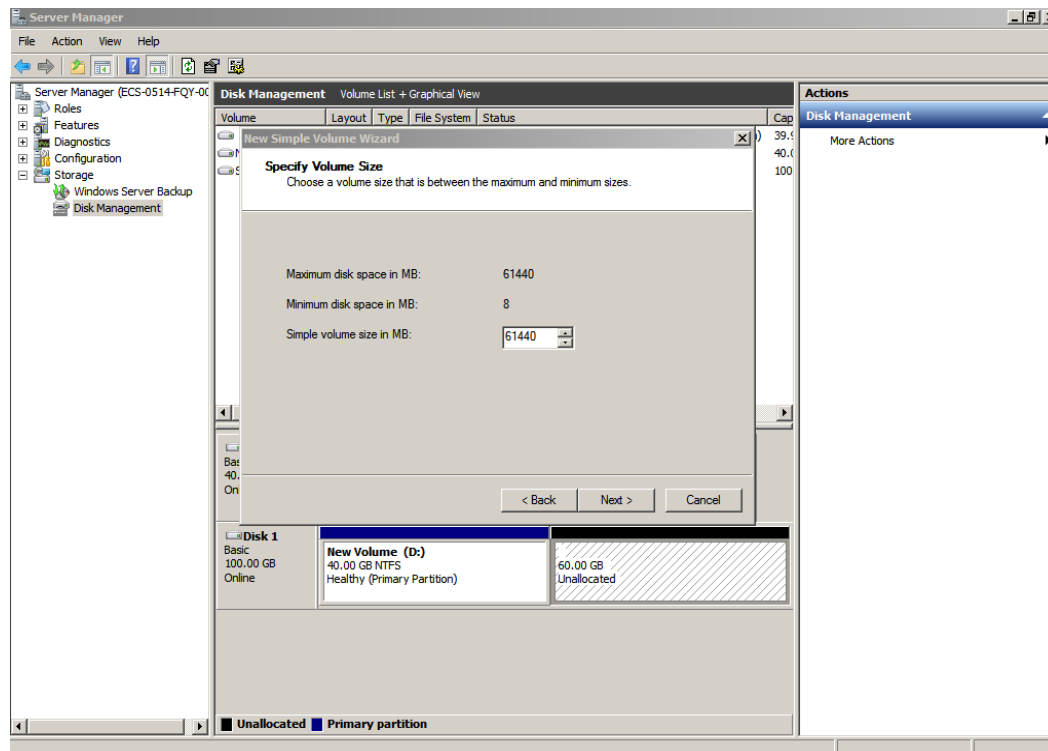 Server Manager
File Action View Help
Server Manager (ECS-0514-FQY-00
Roles
Features
Diagnostics
Configuration
Storage
Windows Server Backup
Disk Management
Disk Management Volume List + Graphical View
Volume Layout Type File System Status Cap
) 39.9
40.0
100
New Simple Volume Wizard
Specify Volume Size
Choose a volume size that is between the maximum and minimum sizes.
Maximum disk space in MB: 61440
Minimum disk space in MB: 8
Simple volume size in MB: 61440
< Back Next > Cancel
Bas
40.
Onl
Disk 1
Basic
100.00 GB
Online
New Volume (D:)
40.00 GB NTFS
Healthy (Primary Partition)
60.00 GB
Unallocated
Unallocated Primary partition
Actions
Disk Management
More Actions